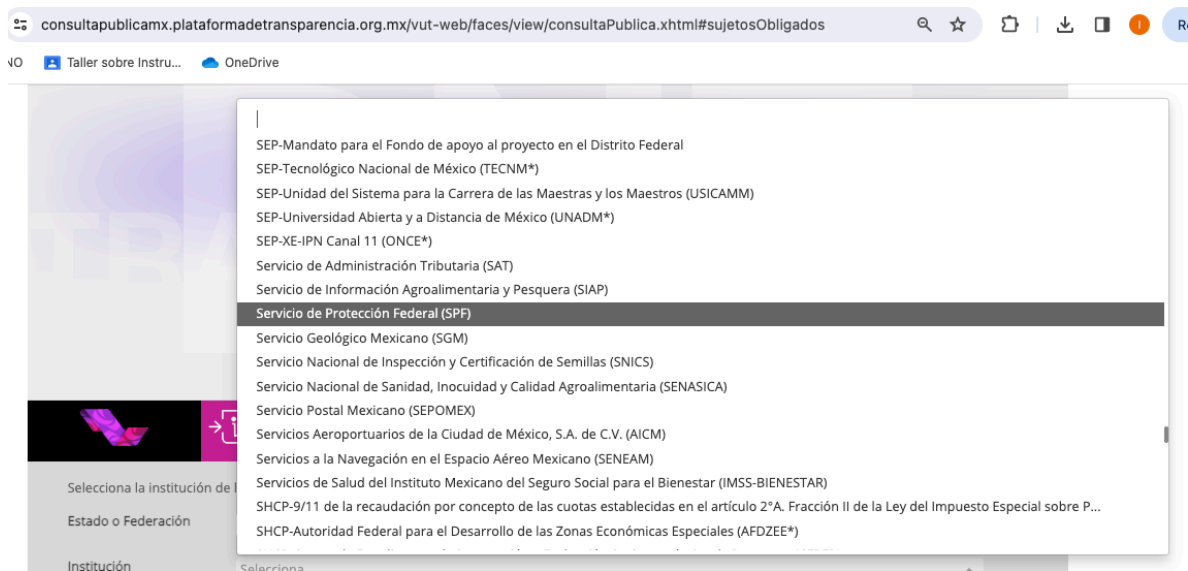 consultapublicamx.plataformadetransparencia.org.mx/vut-web/faces/view/consultaPublica.xhtml#sujetosObligados
Taller sobre Instru...
OneDrive
SEP-Mandato para el Fondo de apoyo al proyecto en el Distrito Federal
SEP-Tecnológico Nacional de México (TECNM*)
SEP-Unidad del Sistema para la Carrera de las Maestras y los Maestros (USICAMM)
SEP-Universidad Abierta y a Distancia de México (UNADM*)
SEP-XE-IPN Canal 11 (ONCE*)
Servicio de Administración Tributaria (SAT)
Servicio de Información Agroalimentaria y Pesquera (SIAP)
Servicio de Protección Federal (SPF)
Servicio Geológico Mexicano (SGM)
Servicio Nacional de Inspección y Certificación de Semillas (SNICS)
Servicio Nacional de Sanidad, Inocuidad y Calidad Agroalimentaria (SENASICA)
Servicio Postal Mexicano (SEPOMEX)
Servicios Aeroportuarios de la Ciudad de México, S.A. de C.V. (AICM)
Servicios a la Navegación en el Espacio Aéreo Mexicano (SENEAM)
Servicios de Salud del Instituto Mexicano del Seguro Social para el Bienestar (IMSS-BIENESTAR)
SHCP-9/11 de la recaudación por concepto de las cuotas establecidas en el artículo 2°A. Fracción II de la Ley del Impuesto Especial sobre P...
SHCP-Autoridad Federal para el Desarrollo de las Zonas Económicas Especiales (AFDZEE*)
Selecciona la institución de
Estado o Federación
Institución
Selecciona